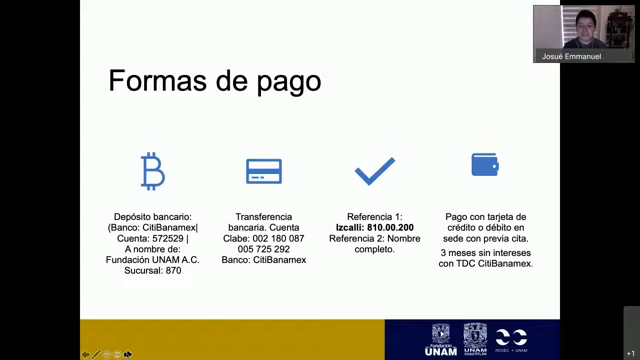 Josué Emmanuel
Formas de pago
Depósito bancario:
(Banco: CitiBanamex|
Cuenta: 572529 |
A nombre de:
Fundación UNAM A.C.
Sucursal: 870
Transferencia
bancaria. Cuenta
Clabe: 002 180 087
005 725 292
Banco: CitiBanamex
Referencia 1:
Izcalli: 810.00.200
Referencia 2: Nombre
completo.
Pago con tarjeta de
crédito o débito en
sede con previa cita.
3 meses sin intereses
con TDC CitiBanamex.
Fundación
UNAM
REDEC • UNAM
+1